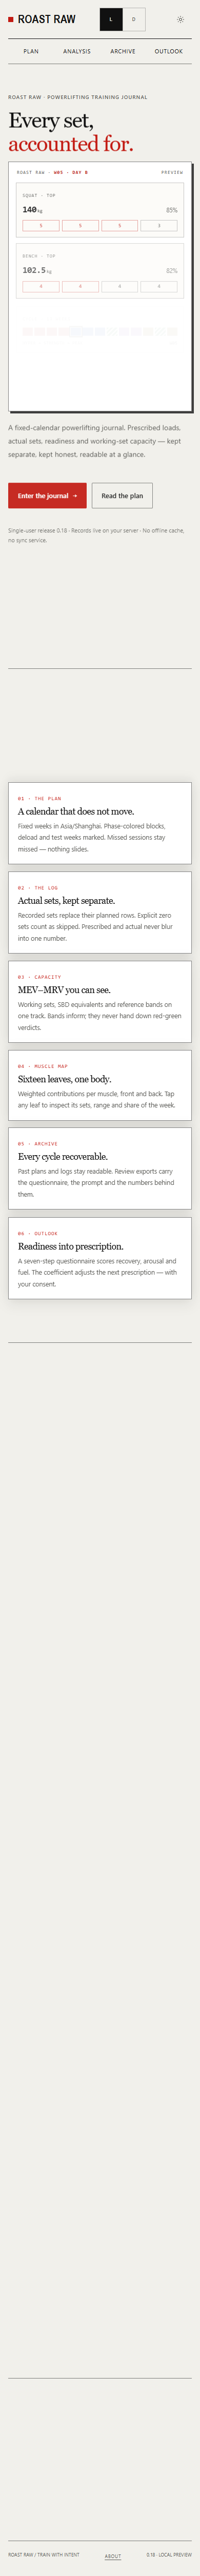 ROAST RAW
L D
PLAN ANALYSIS ARCHIVE OUTLOOK
ROAST RAW · POWERLIFTING TRAINING JOURNAL
Every set,
accounted for.
ROAST RAW · W05 · DAY B PREVIEW
SQUAT · TOP
140 kg 85%
5 5 5 3
BENCH · TOP
102.5 kg 82%
4 4 4 4
A fixed-calendar powerlifting journal. Prescribed loads,
actual sets, readiness and working-set capacity — kept
separate, kept honest, readable at a glance.
Enter the journal →
Read the plan
Single-user release 0.18 · Records live on your server · No offline cache,
no sync service.
01 · THE PLAN
A calendar that does not move.
Fixed weeks in Asia/Shanghai. Phase-colored blocks,
deload and test weeks marked. Missed sessions stay
missed — nothing slides.
02 · THE LOG
Actual sets, kept separate.
Recorded sets replace their planned rows. Explicit zero
sets count as skipped. Prescribed and actual never blur
into one number.
03 · CAPACITY
MEV–MRV you can see.
Working sets, SBD equivalents and reference bands on
one track. Bands inform; they never hand down red-green
verdicts.
04 · MUSCLE MAP
Sixteen leaves, one body.
Weighted contributions per muscle, front and back. Tap
any leaf to inspect its sets, range and share of the week.
05 · ARCHIVE
Every cycle recoverable.
Past plans and logs stay readable. Review exports carry
the questionnaire, the prompt and the numbers behind
them.
06 · OUTLOOK
Readiness into prescription.
A seven-step questionnaire scores recovery, arousal and
fuel. The coefficient adjusts the next prescription — with
your consent.
ROAST RAW / TRAIN WITH INTENT ABOUT 0.18 · LOCAL PREVIEW